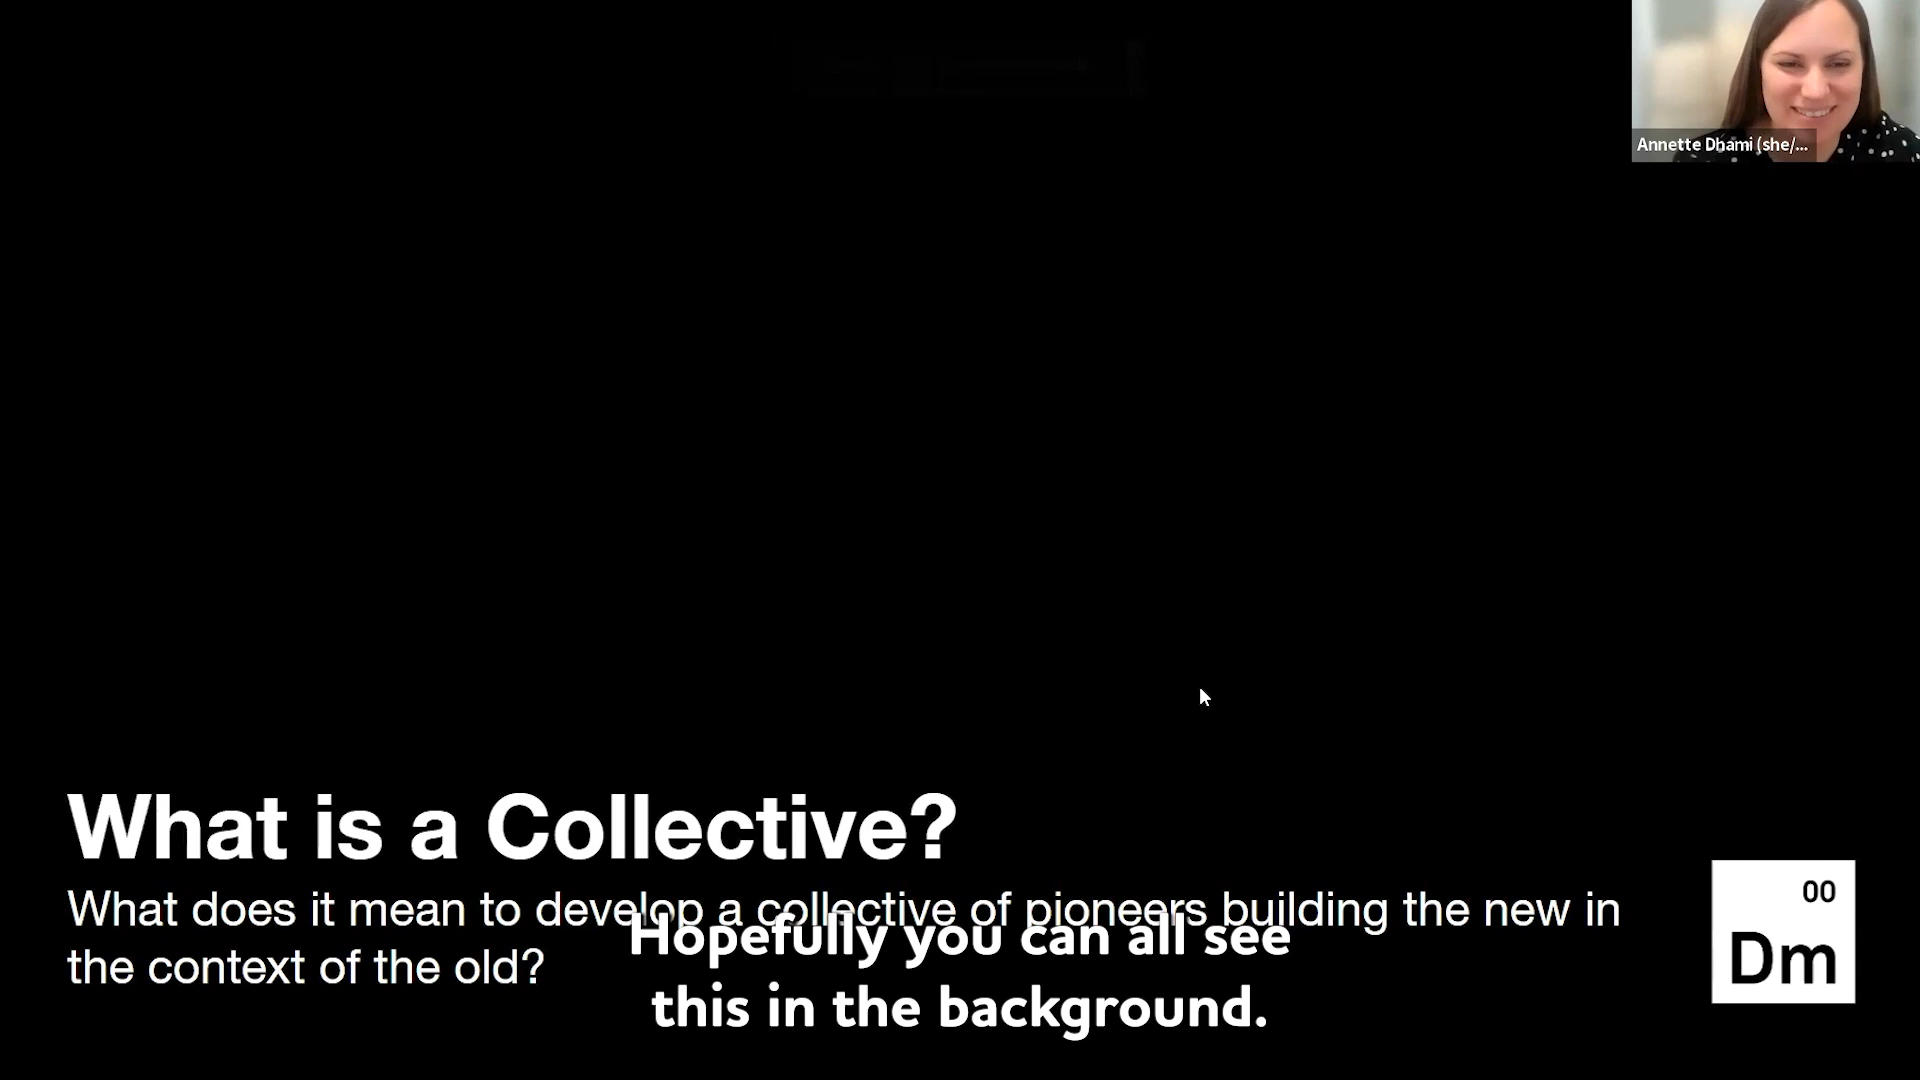 Annette Dhami (she/...
What is a Collective?
What does it mean to develop a collective of pioneers building the new in
the context of the old?
Hopefully you can all see
this in the background.
00
Dm